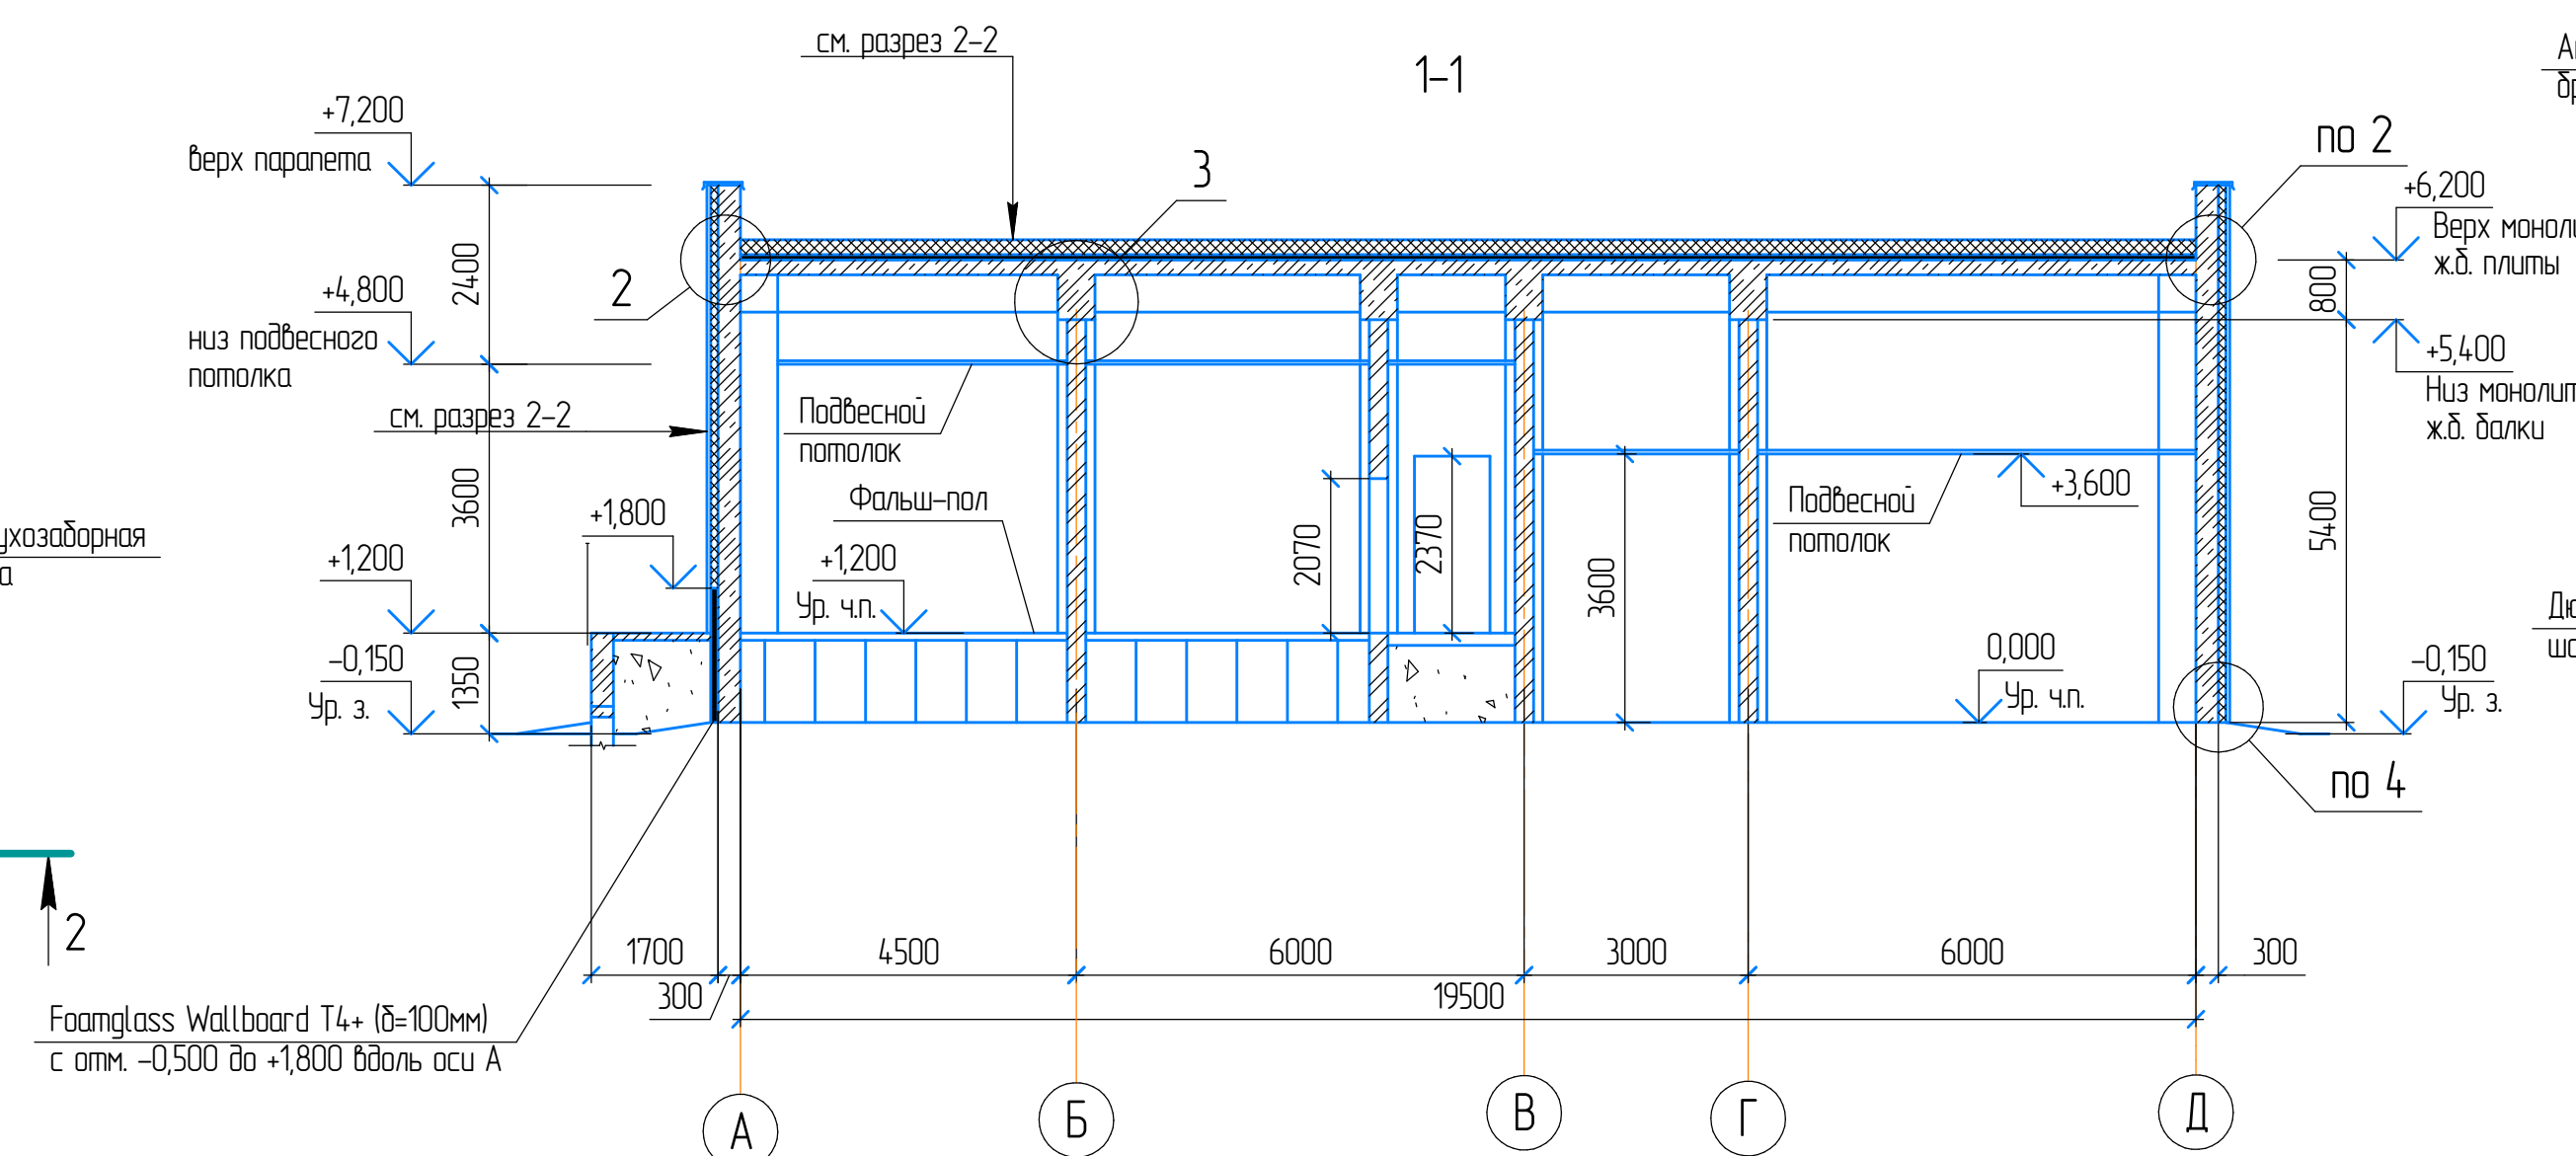 см. разрез 2-2
1-1
+7,200
верх парапета
3
по 2
+6,200
Верх
ж.б. плиты
2400
800
+4,800
2
низ подвесного
потолка
+5,400
Низ
ж.б. балки
см. разрез 2-2
Подвесной
потолок
Фальш-пол
+3,600
Подвесной
потолок
3600
+1,800
5400
2070
2370
3600
+1,200
+1,200
Ур. ч.п.
-0,150
Ур. з.
1350
0,000
Ур. ч.п.
-0,150
Ур. з.
по 4
2
1700
4500
6000
3000
6000
300
300
19500
Foamglass Wallboard T4+ (δ=100мм)
с отм. -0,500 до +1,800 вдоль оси А
А
Б
В
Г
Д